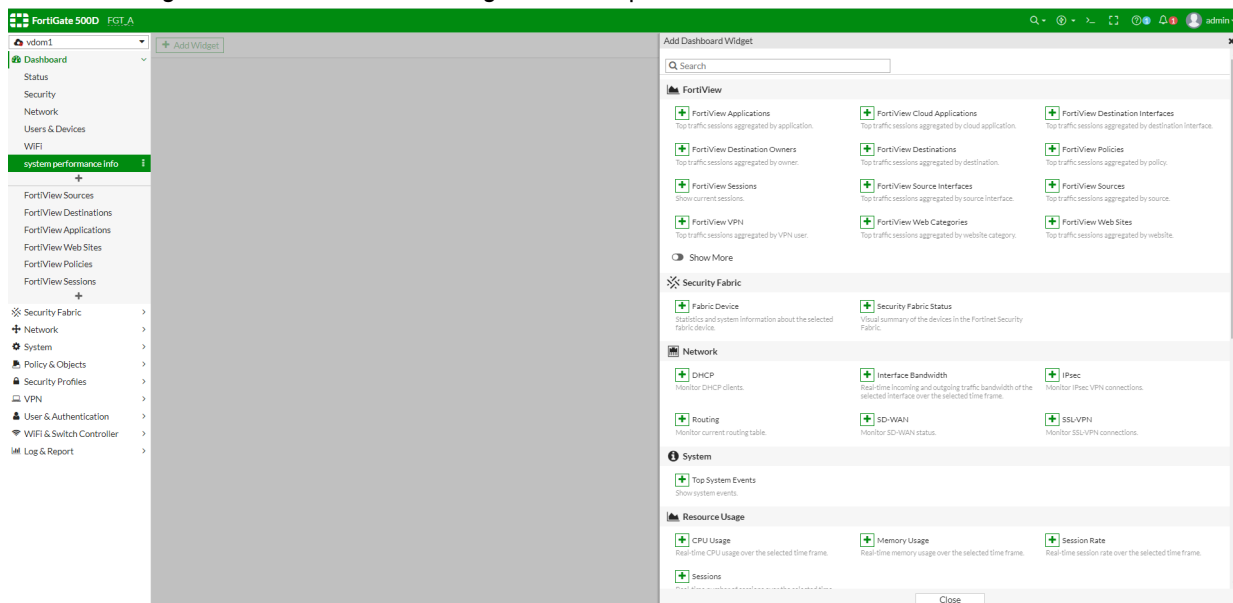 FortiGate 500D FGT_A
admin
vdom1
+ Add Widget
Add Dashboard Widget
Dashboard
Status
Security
Network
Users & Devices
WiFi
system performance info
+
FortiView Sources
FortiView Destinations
FortiView Applications
FortiView Web Sites
FortiView Policies
FortiView Sessions
+
Security Fabric
Network
System
Policy & Objects
Security Profiles
VPN
User & Authentication
WiFi & Switch Controller
Log & Report
Search
FortiView
FortiView Applications
Top traffic sessions aggregated by application.
FortiView Cloud Applications
Top traffic sessions aggregated by cloud application.
FortiView Destination Interfaces
Top traffic sessions aggregated by destination interface.
FortiView Destination Owners
Top traffic sessions aggregated by owner.
FortiView Destinations
Top traffic sessions aggregated by destination.
FortiView Policies
Top traffic sessions aggregated by policy.
FortiView Sessions
Show current sessions.
FortiView Source Interfaces
Top traffic sessions aggregated by source interface.
FortiView Sources
Top traffic sessions aggregated by source.
FortiView VPN
Top traffic sessions aggregated by VPN user.
FortiView Web Categories
Top traffic sessions aggregated by website category.
FortiView Web Sites
Top traffic sessions aggregated by website.
Show More
Security Fabric
Fabric Device
Statistics and system information about the selected
fabric device.
Security Fabric Status
Visual summary of the devices in the Fortinet Security
Fabric.
Network
DHCP
Monitor DHCP clients.
Interface Bandwidth
Real-time incoming and outgoing traffic bandwidth of the
selected interface over the selected time frame.
IPsec
Monitor IPsec VPN connections.
Routing
Monitor current routing table.
SD-WAN
Monitor SD-WAN status.
SSL-VPN
Monitor SSL-VPN connections.
System
Top System Events
Show system events.
Resource Usage
CPU Usage
Real-time CPU usage over the selected time frame.
Memory Usage
Real-time memory usage over the selected time frame.
Session Rate
Real-time session rate over the selected time frame.
Sessions
Close